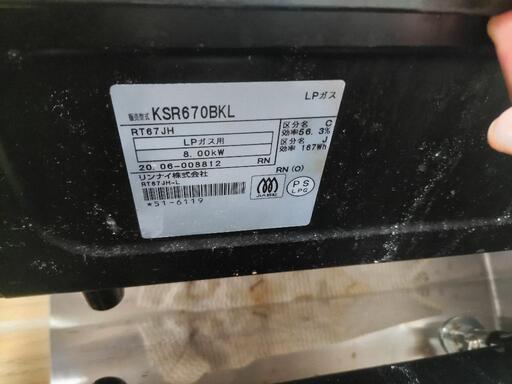 LPガス
販売型式 KSR670BKL
RT67JH
LPガス用
8.00kW
20.06-008812 RN
リンナイ株式会社
RT67JH-L
*51-6119
区分名 C
効率56.3%
区分名 J
効率 167Wh
RN (O)
PS
LPG